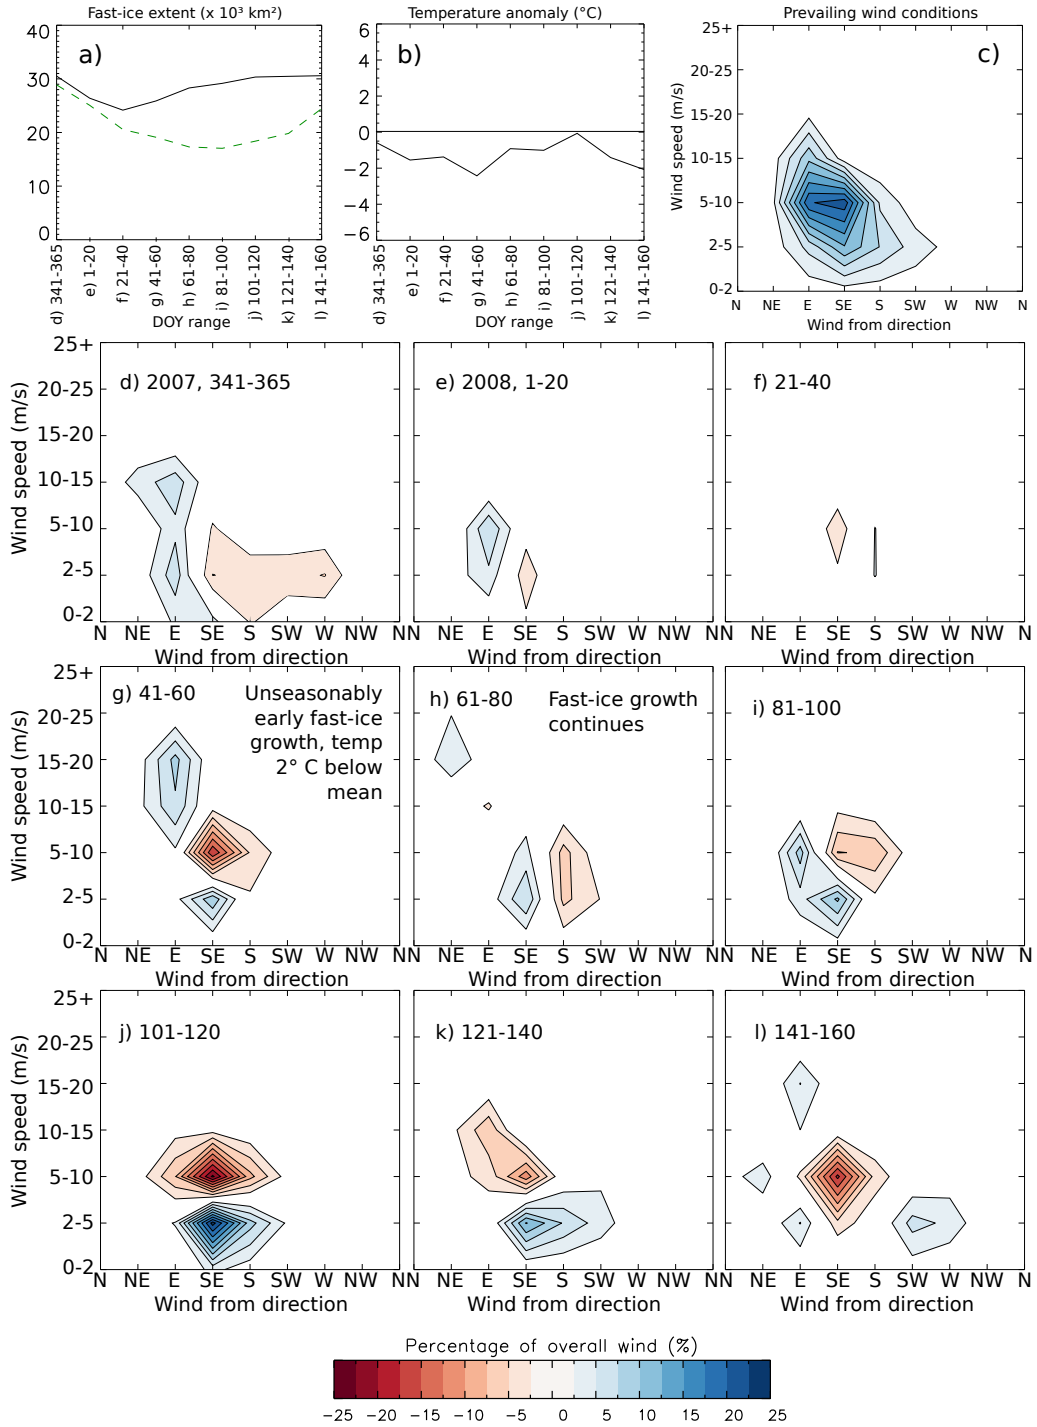 Fast-ice extent (x 10³ km²)
a)
40
30
20
10
0
d) 341-365
e) 1-20
f) 21-40
g) 41-60
h) 61-80
i) 81-100
j) 101-120
k) 121-140
l) 141-160
DOY range
Temperature anomaly (°C)
b)
6
4
2
0
−2
−4
−6
d) 341-365
e) 1-20
f) 21-40
g) 41-60
h) 61-80
i) 81-100
j) 101-120
k) 121-140
l) 141-160
DOY range
Prevailing wind conditions
c)
Wind speed (m/s)
25+
20-25
15-20
10-15
5-10
2-5
0-2
N NE E SE S SW W NW N
Wind from direction
d) 2007, 341-365
Wind speed (m/s)
25+
20-25
15-20
10-15
5-10
2-5
0-2
N NE E SE S SW W NW N
Wind from direction
e) 2008, 1-20
N NE E SE S SW W NW N
Wind from direction
f) 21-40
N NE E SE S SW W NW N
Wind from direction
g) 41-60
Unseasonably
early fast-ice
growth, temp
2° C below
mean
Wind speed (m/s)
25+
20-25
15-20
10-15
5-10
2-5
0-2
N NE E SE S SW W NW N
Wind from direction
h) 61-80
Fast-ice growth
continues
N NE E SE S SW W NW N
Wind from direction
i) 81-100
N NE E SE S SW W NW N
Wind from direction
j) 101-120
Wind speed (m/s)
25+
20-25
15-20
10-15
5-10
2-5
0-2
N NE E SE S SW W NW N
Wind from direction
k) 121-140
N NE E SE S SW W NW N
Wind from direction
l) 141-160
N NE E SE S SW W NW N
Wind from direction
Percentage of overall wind (%)
-25 -20 -15 -10 -5 0 5 10 15 20 25